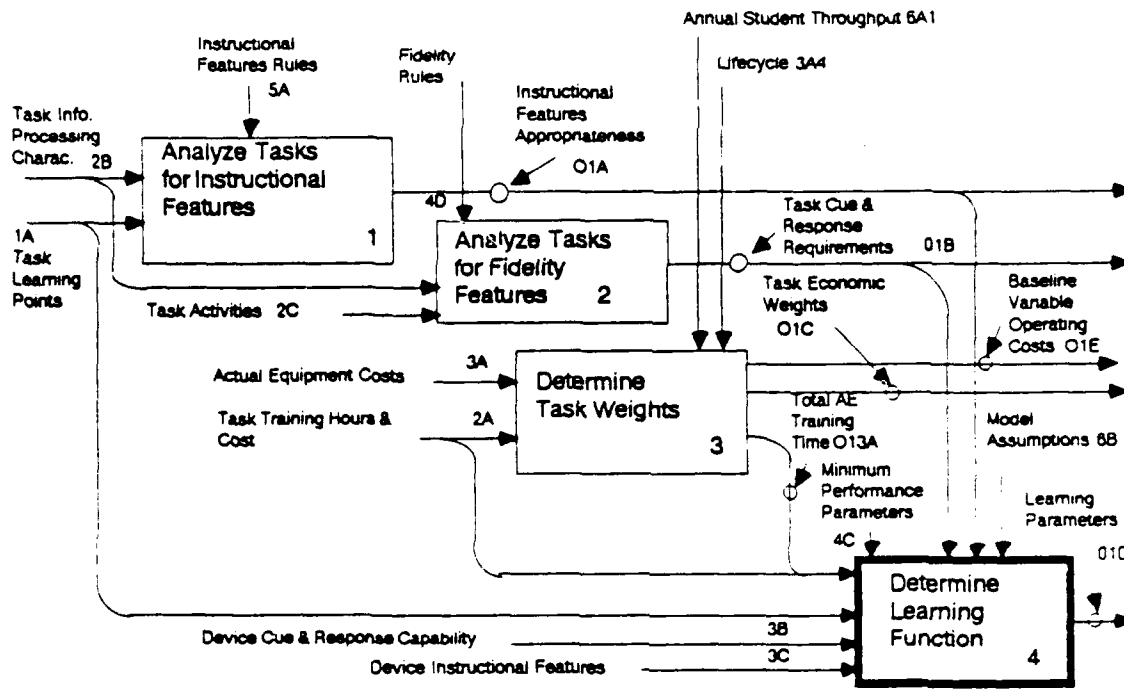 Annual Student Throughput 6A1
Instructional
Features Rules
5A
Fidelity
Rules
Lifecycle 3A4
Instructional
Features
Appropriateness
O1A
Task Info.
Processing
Charac. 2B
Analyze Tasks
for Instructional
Features
1
4D
1A
Task
Learning
Points
Analyze Tasks
for Fidelity
Features 2
Task Cue &
Response
Requirements
01B
Task Activities 2C
Task Economic
Weights
O1C
Baseline
Variable
Operating
Costs O1E
Actual Equipment Costs
3A
Task Training Hours &
Cost
2A
Determine
Task Weights
3
Total AE
Training
Time O13A
Model
Assumptions 6B
Minimum
Performance
Parameters
4C
Learning
Parameters
01D
Determine
Learning
Function
4
Device Cue & Response Capability
3B
Device Instructional Features
3C